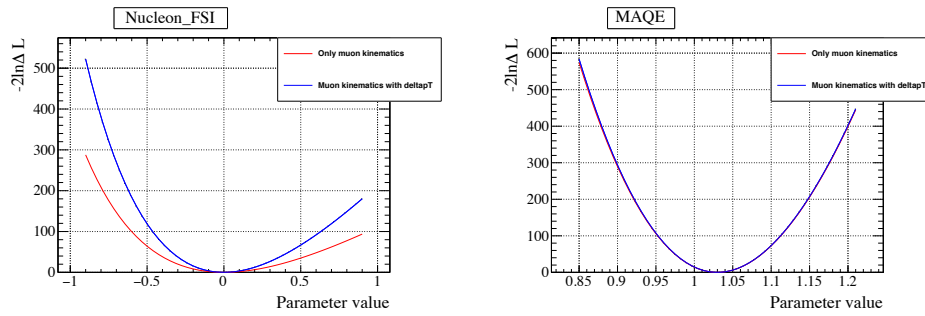 Nucleon_FSI
-2lnΔ L
500
400
300
200
100
0
Only muon kinematics
Muon kinematics with deltapT
−1
−0.5
0
0.5
1
Parameter value
MAQE
-2lnΔ L
600
500
400
300
200
100
0
Only muon kinematics
Muon kinematics with deltapT
0.85
0.9
0.95
1
1.05
1.1
1.15
1.2
Parameter value